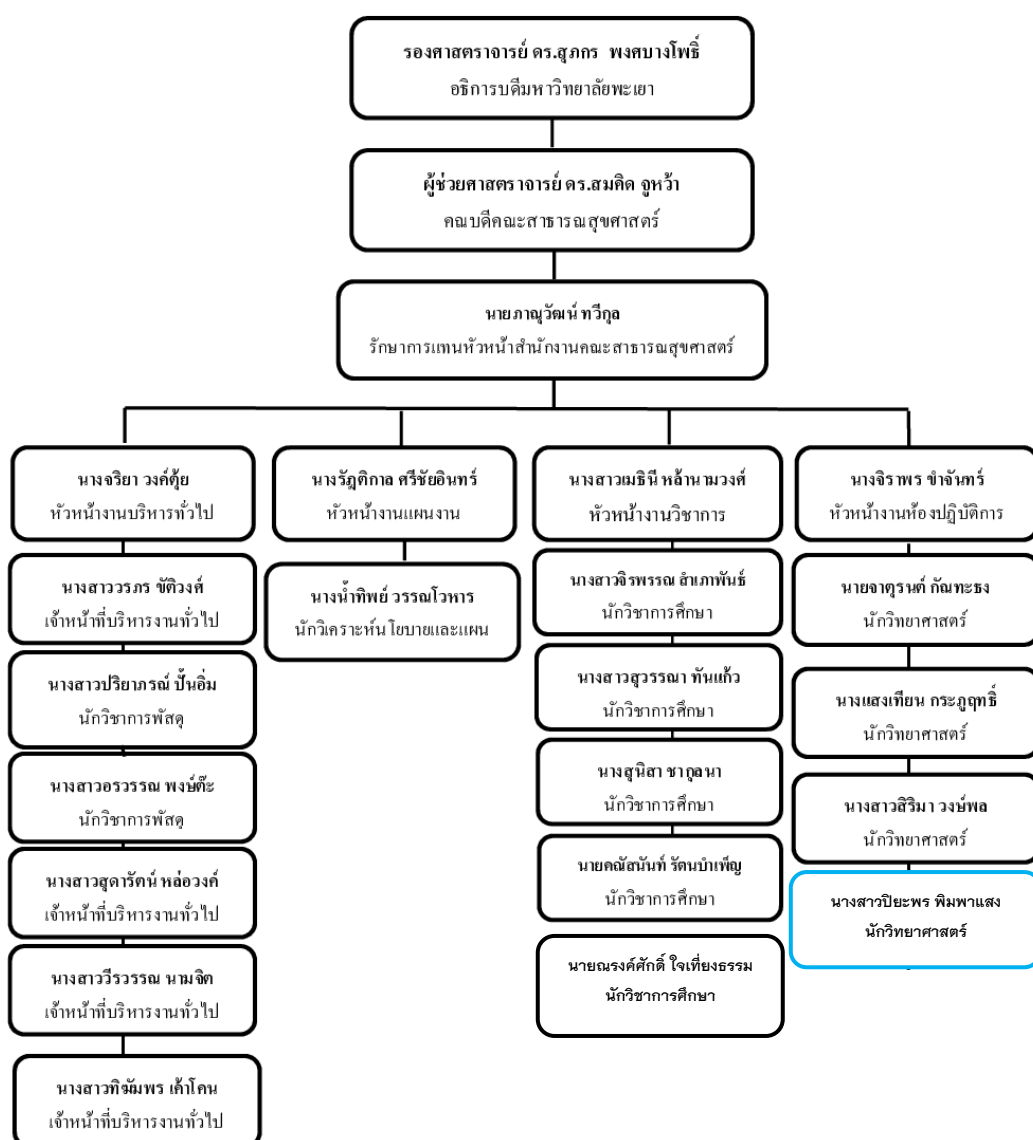 รองศาสตราจารย์ ดร.สุภกร  พงศบางโพธิ์
อธิการบดีมหาวิทยาลัยพะเยา
ผู้ช่วยศาสตราจารย์ ดร.สมคิด จูหว้า
คณบดีคณะสาธารณสุขศาสตร์
นายภาณุวัฒน์ ทวีกุล
รักษาการแทนหัวหน้าสำนักงานคณะสาธารณสุขศาสตร์
นางจริยา วงค์ตุ้ย
หัวหน้างานบริหารทั่วไป
นางสาววรภร ขัติวงศ์
เจ้าหน้าที่บริหารงานทั่วไป
นางสาวปริยาภรณ์ ปั้นอิ่ม
นักวิชาการพัสดุ
นางสาวอรวรรณ พงษ์ต๊ะ
นักวิชาการพัสดุ
นางสาวสุดารัตน์ หล่อวงค์
เจ้าหน้าที่บริหารงานทั่วไป
นางสาววีรวรรณ นามจิต
เจ้าหน้าที่บริหารงานทั่วไป
นางสาวทิฆัมพร เค้าโคน
เจ้าหน้าที่บริหารงานทั่วไป
นางรัฎติกาล ศรีชัยอินทร์
หัวหน้างานแผนงาน
นางน้ำทิพย์ วรรณโวหาร
นักวิเคราะห์นโยบายและแผน
นางสาวเมธินี หล้านามวงศ์
หัวหน้างานวิชาการ
นางสาวจิรพรรณ ลำเภาพันธ์
นักวิชาการศึกษา
นางสาวสุวรรณา ทันแก้ว
นักวิชาการศึกษา
นางสุนิสา ชากุลนา
นักวิชาการศึกษา
นายคณัสนันท์ รัตนบำเพ็ญ
นักวิชาการศึกษา
นายณรงค์ศักดิ์ ใจเที่ยงธรรม
นักวิชาการศึกษา
นางจิราพร ขำจันทร์
หัวหน้างานห้องปฏิบัติการ
นายจาตุรนต์ กัณทะธง
นักวิทยาศาสตร์
นางแสงเทียน กระภูฤทธิ์
นักวิทยาศาสตร์
นางสาวสิริมา วงษ์พล
นักวิทยาศาสตร์
นางสาวปิยะพร พิมพาแสง
นักวิทยาศาสตร์